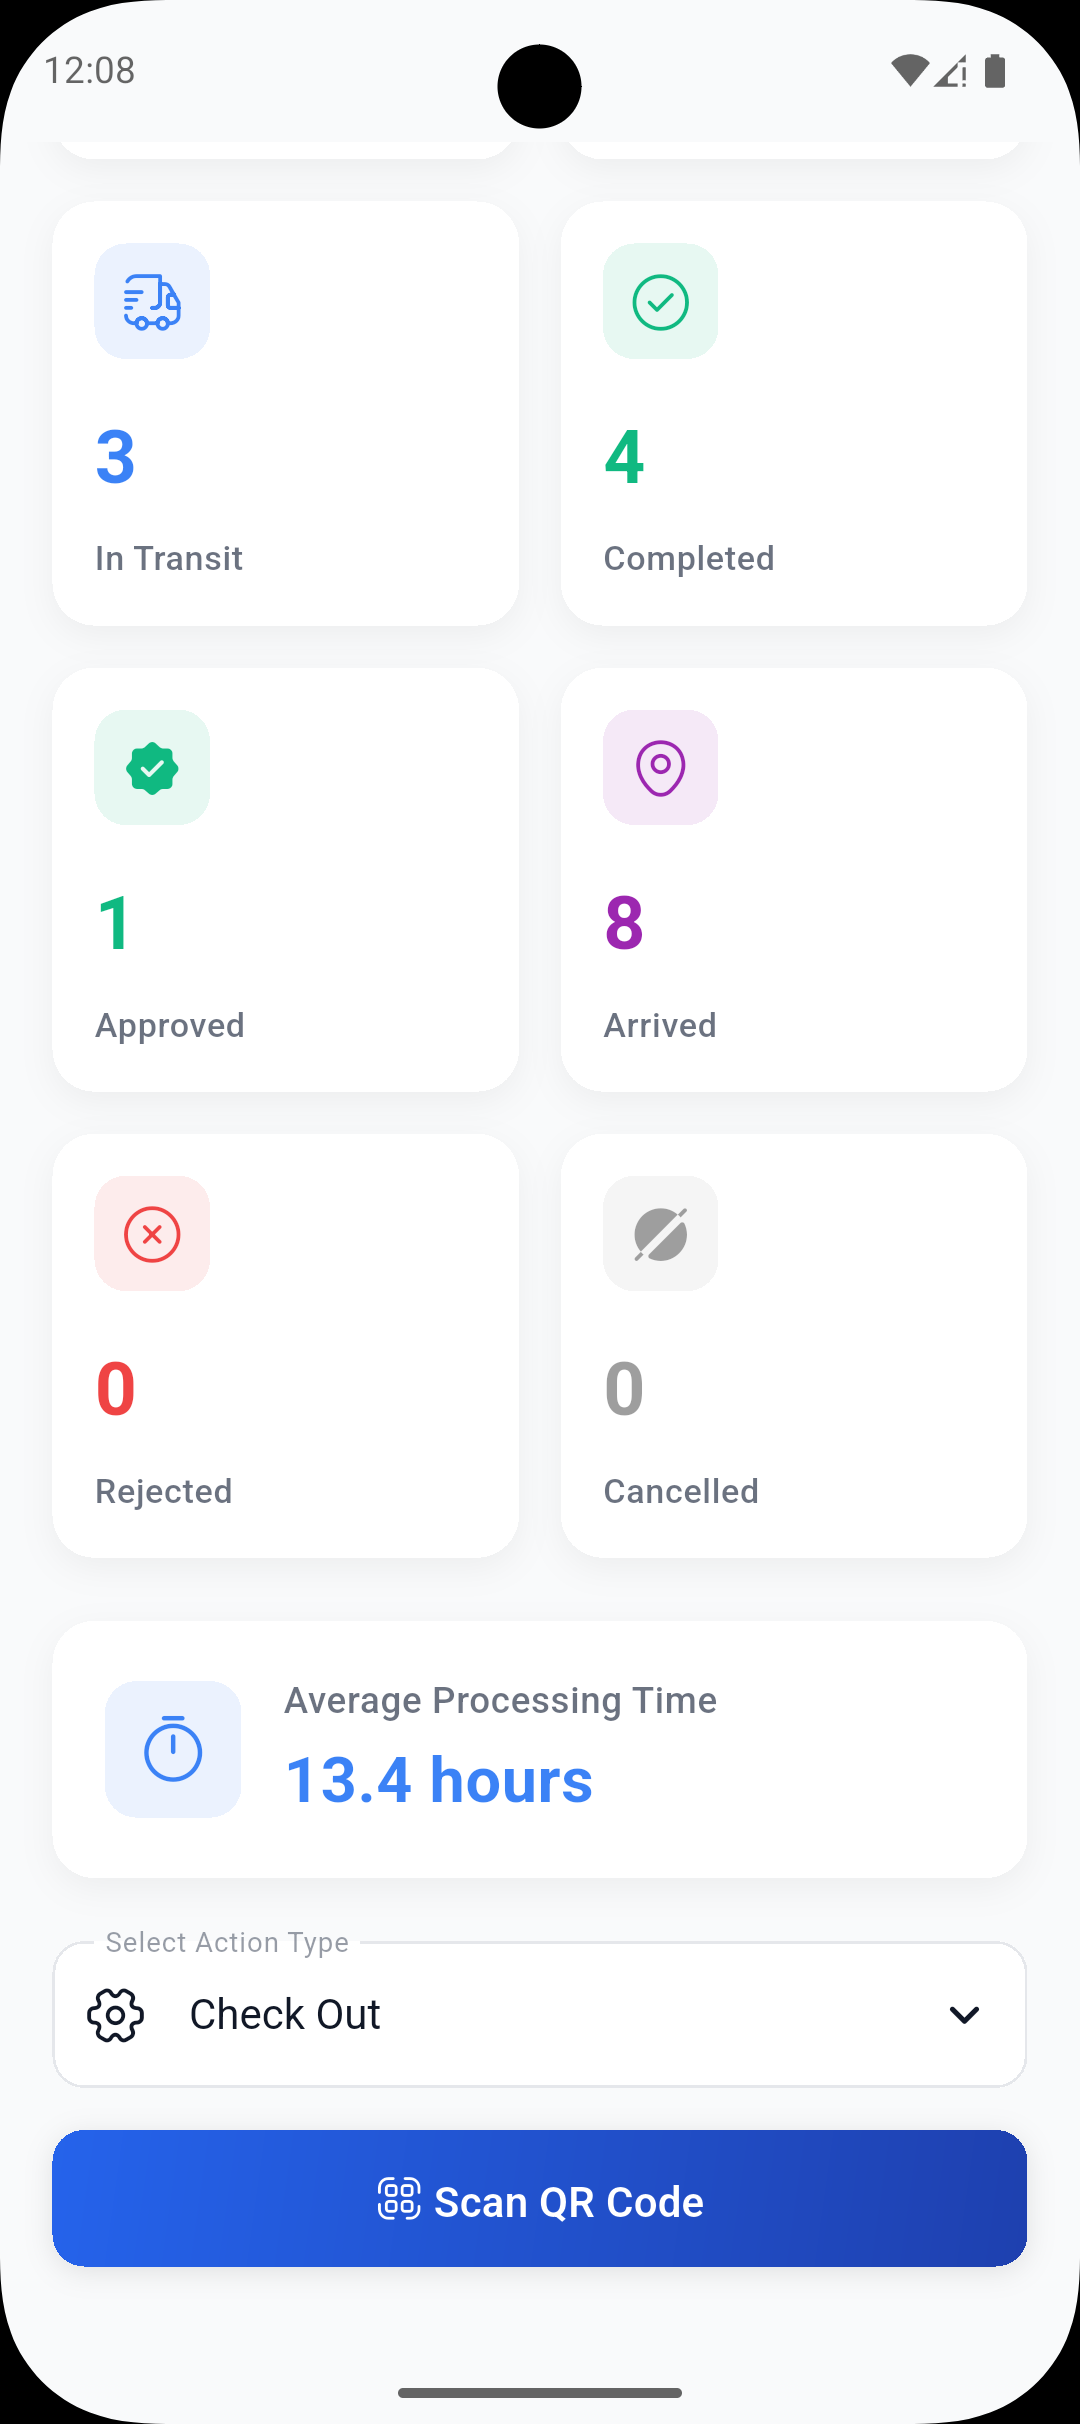 12:08
3
In Transit
4
Completed
1
Approved
8
Arrived
0
Rejected
0
Cancelled
Average Processing Time
13.4 hours
Select Action Type
Check Out
Scan QR Code